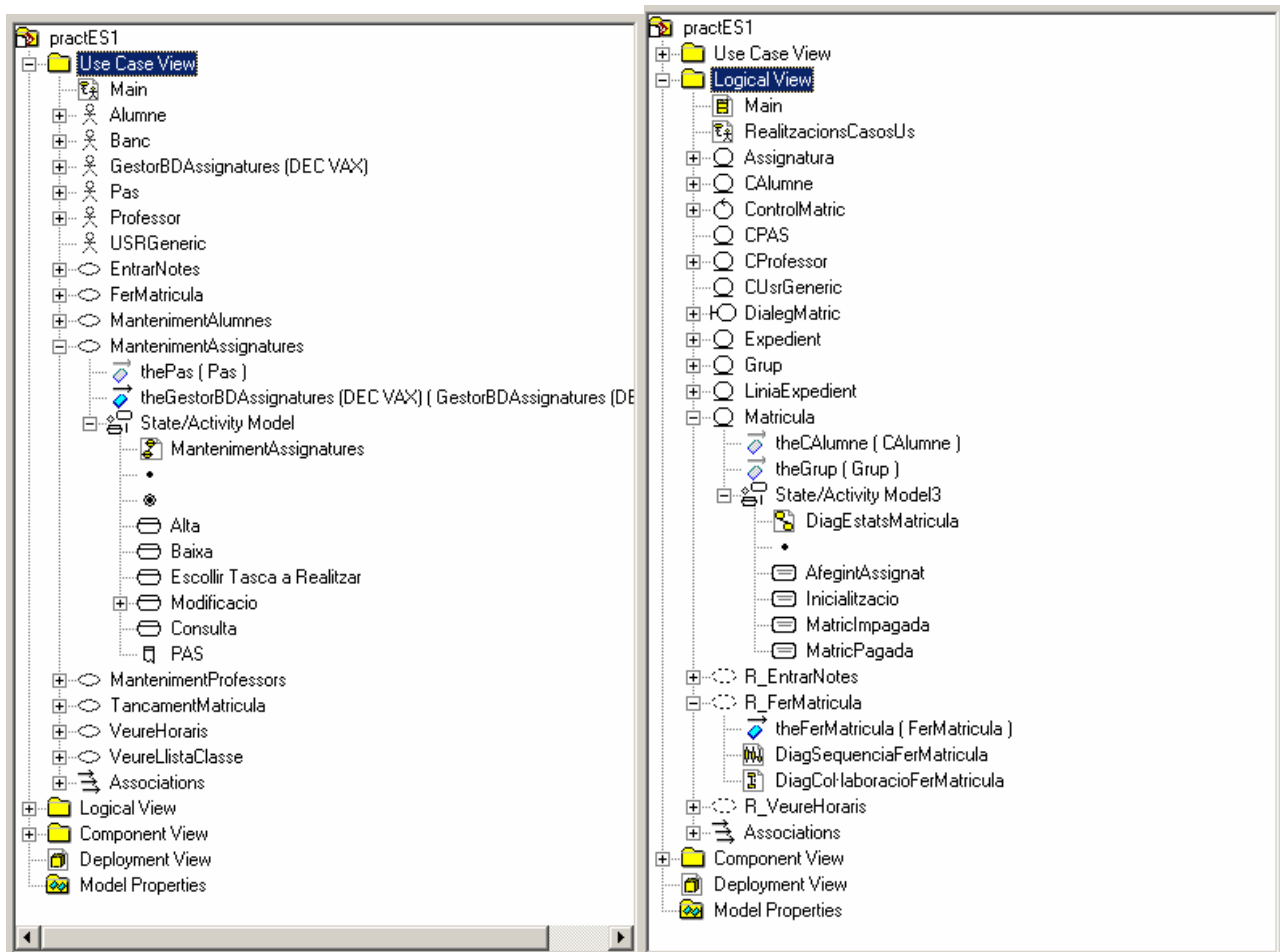 practES1
Use Case View
Main
Alumne
Banc
GestorBDAssignatures (DEC VAX)
Pas
Professor
USRGeneric
EntrarNotes
FerMatricula
MantenimentAlumnes
MantenimentAssignatures
thePas ( Pas )
theGestorBDAssignatures (DEC VAX) ( GestorBDAssignatures (DE
State/Activity Model
MantenimentAssignatures
Alta
Baixa
Escollir Tasca a Realitzar
Modificacio
Consulta
PAS
MantenimentProfessors
TancamentMatricula
VeureHoraris
VeureLlistaClasse
Associations
Logical View
Component View
Deployment View
Model Properties
practES1
Use Case View
Logical View
Main
RealitzacionsCasosUs
Assignatura
CAlumne
ControlMatric
CPAS
CProfessor
CUsrGeneric
DialegMatric
Expedient
Grup
LiniaExpedient
Matricula
theCAlumne ( CAlumne )
theGrup ( Grup )
State/Activity Model3
DiagEstatsMatricula
AfegintAssignat
Inicialitzacio
MatricImpagada
MatricPagada
R_EntrarNotes
R_FerMatricula
theFerMatricula ( FerMatricula )
DiagSequenciaFerMatricula
DiagCol·laboracioFerMatricula
R_VeureHoraris
Associations
Component View
Deployment View
Model Properties